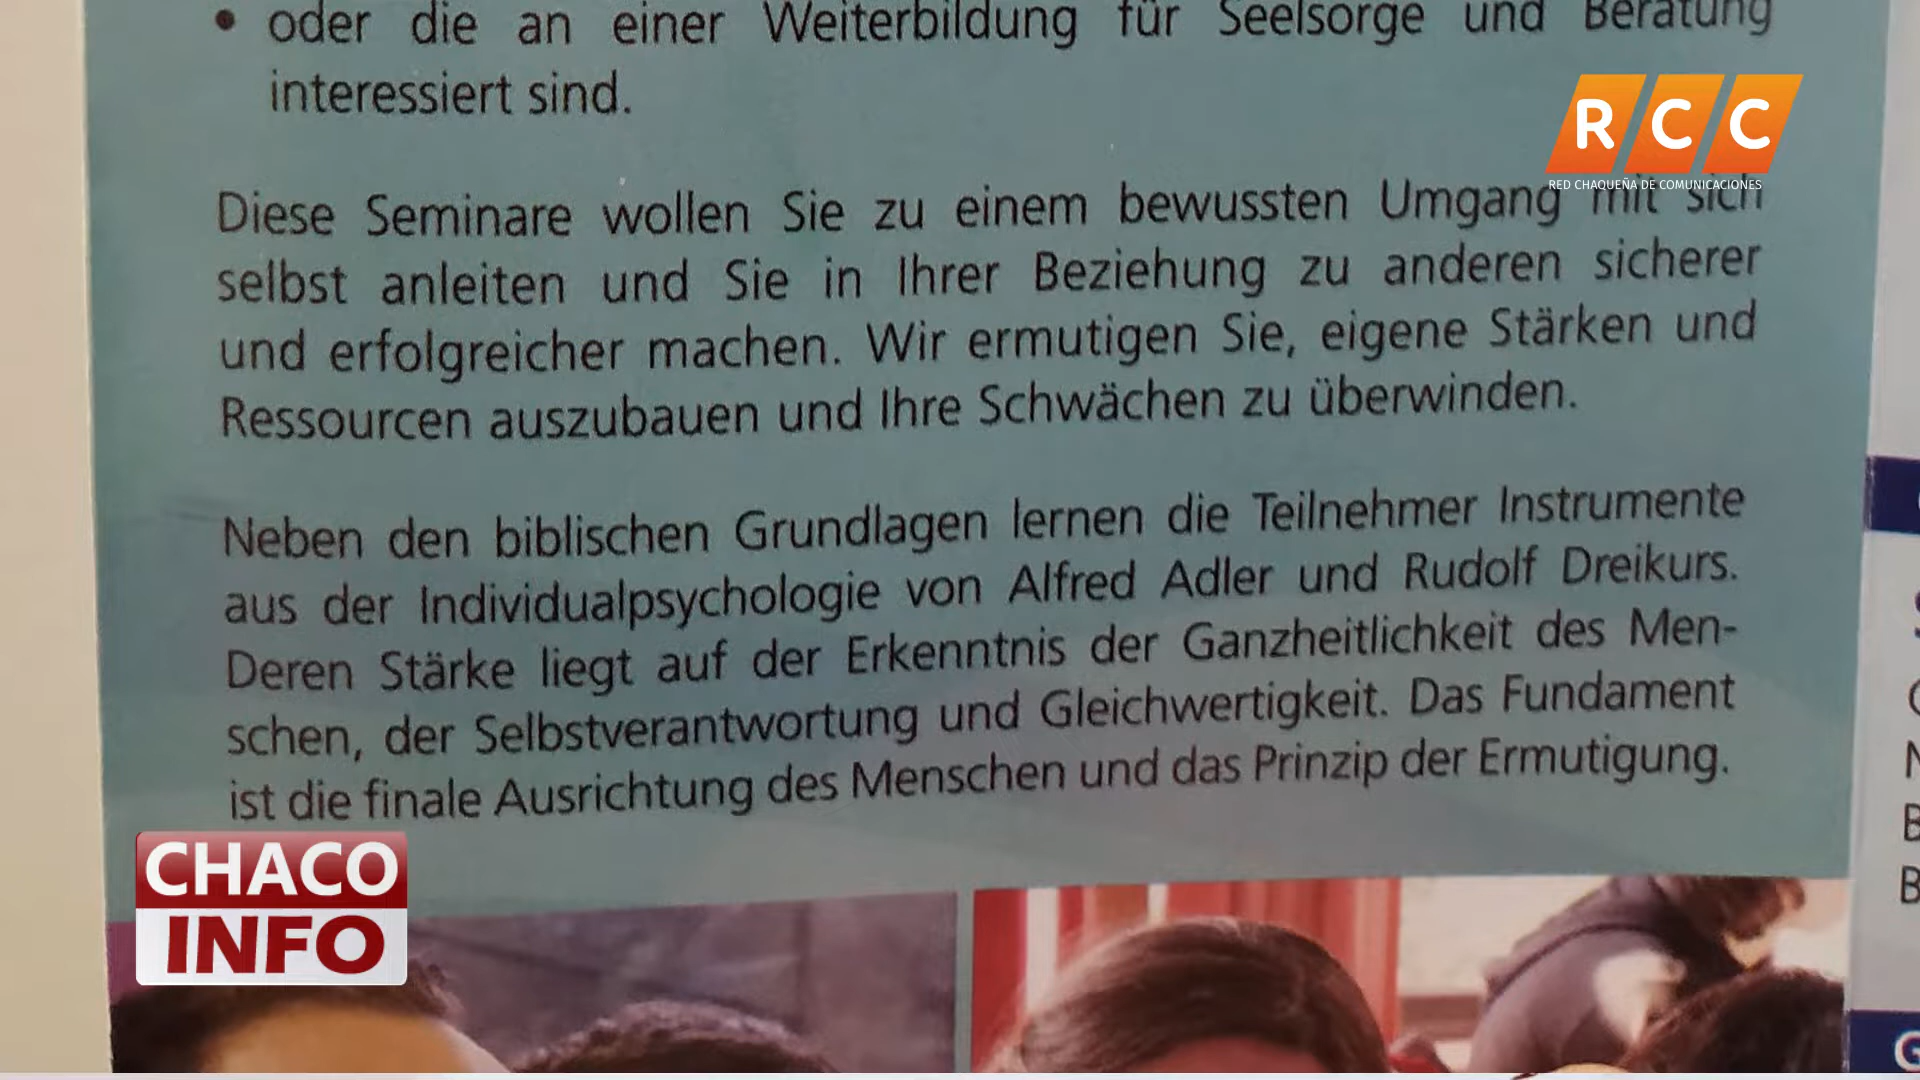 • oder die an einer Weiterbildung für Seelsorge und Beratung
interessiert sind.
RCC
RED CHAQUEÑA DE COMUNICACIONES
Diese Seminare wollen Sie zu einem bewussten Umgang mit sich
selbst anleiten und Sie in Ihrer Beziehung zu anderen sicherer
und erfolgreicher machen. Wir ermutigen Sie, eigene Stärken und
Ressourcen auszubauen und Ihre Schwächen zu überwinden.
Neben den biblischen Grundlagen lernen die Teilnehmer Instrumente
aus der Individualpsychologie von Alfred Adler und Rudolf Dreikurs.
Deren Stärke liegt auf der Erkenntnis der Ganzheitlichkeit des Men-
schen, der Selbstverantwortung und Gleichwertigkeit. Das Fundament
ist die finale Ausrichtung des Menschen und das Prinzip der Ermutigung.
CHACO
INFO